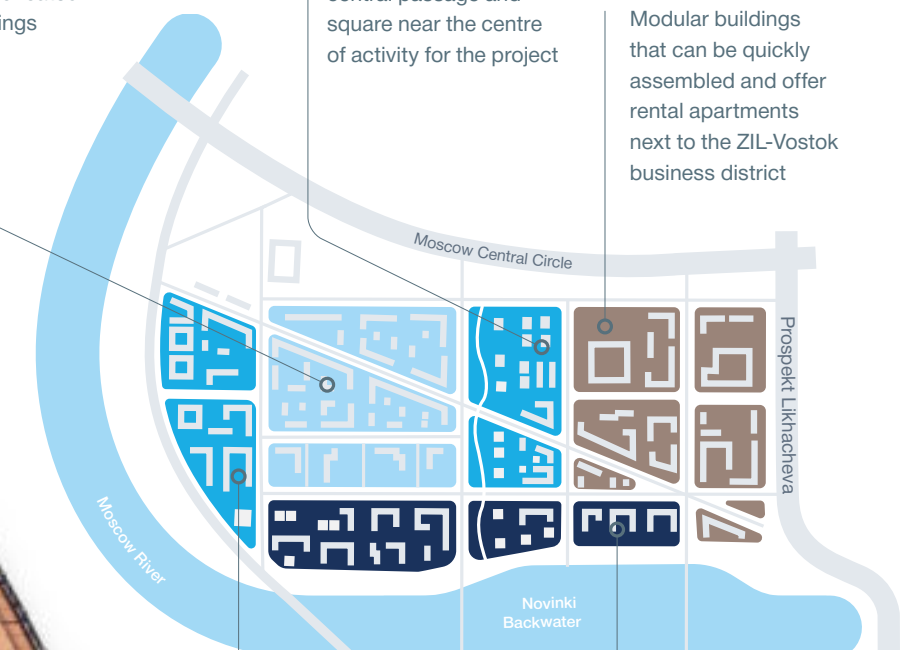 ings
square near the centre
of activity for the project
Modular buildings
that can be quickly
assembled and offer
rental apartments
next to the ZIL-Vostok
business district
Moscow Central Circle
Prospekt Likhacheva
Moscow River
Novinki
Backwater